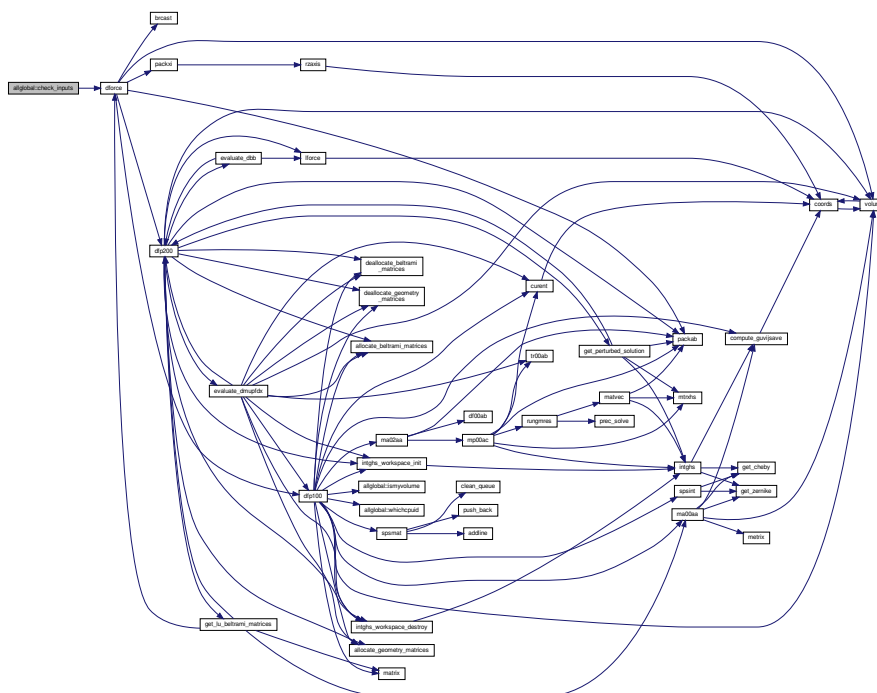 brcast
packxi
rzaxis
allglobal::check_inputs
dforce
evaluate_dbb
lforce
coords
volu
dfp200
deallocate_beltrami
_matrices
deallocate_geometry
_matrices
curent
allocate_beltrami_matrices
get_perturbed_solution
packab
compute_guvijsave
tr00ab
evaluate_dmupfdx
matvec
mtrxhs
df00ab
rungmres
prec_solve
ma02aa
mp00ac
intghs_workspace_init
intghs
get_cheby
dfp100
allglobal::ismyvolume
clean_queue
spsint
get_zernike
allglobal::whichcpuid
push_back
ma00aa
spsmat
addline
metrix
get_lu_beltrami_matrices
intghs_workspace_destroy
allocate_geometry_matrices
matrix